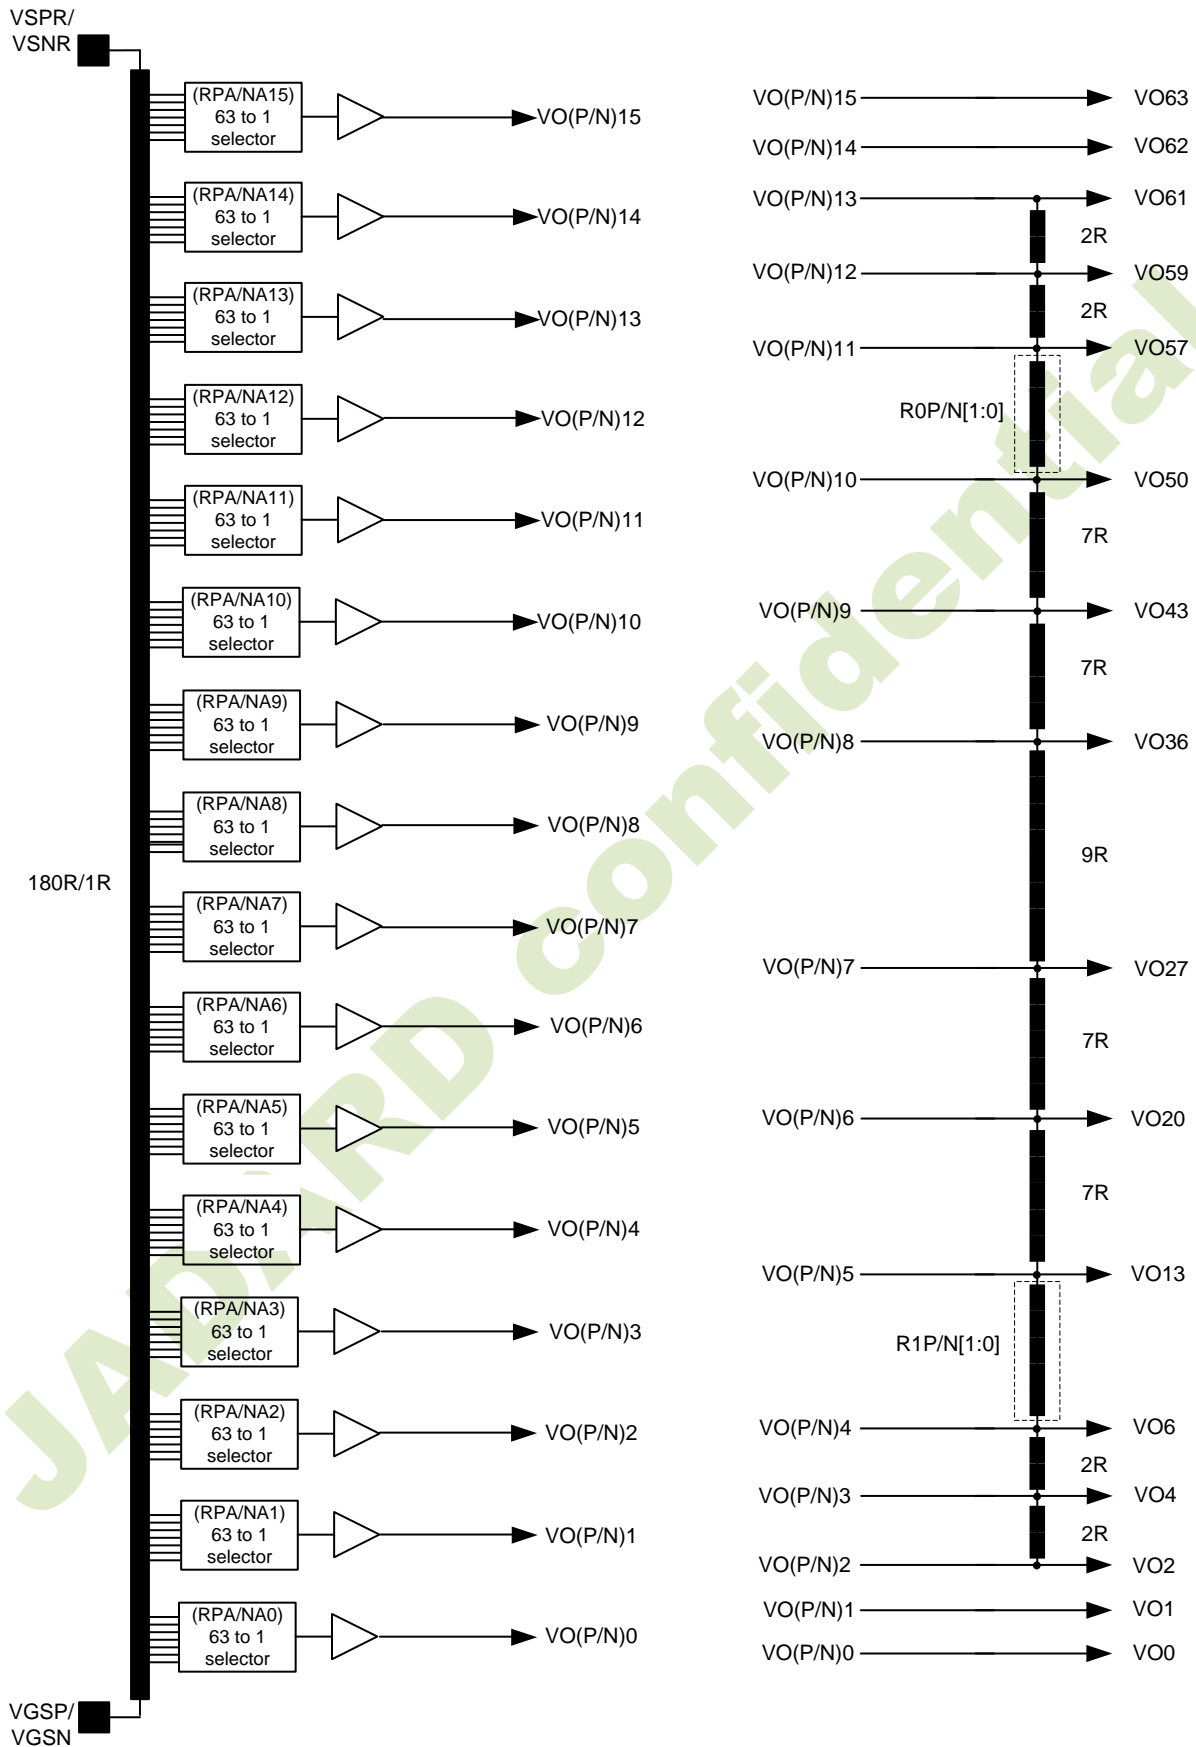 VSPR/
VSNR
(RPA/NA15)
63 to 1
selector
VO(P/N)15
(RPA/NA14)
63 to 1
selector
VO(P/N)14
(RPA/NA13)
63 to 1
selector
VO(P/N)13
(RPA/NA12)
63 to 1
selector
VO(P/N)12
(RPA/NA11)
63 to 1
selector
VO(P/N)11
(RPA/NA10)
63 to 1
selector
VO(P/N)10
(RPA/NA9)
63 to 1
selector
VO(P/N)9
(RPA/NA8)
63 to 1
selector
VO(P/N)8
180R/1R
(RPA/NA7)
63 to 1
selector
VO(P/N)7
(RPA/NA6)
63 to 1
selector
VO(P/N)6
(RPA/NA5)
63 to 1
selector
VO(P/N)5
(RPA/NA4)
63 to 1
selector
VO(P/N)4
(RPA/NA3)
63 to 1
selector
VO(P/N)3
(RPA/NA2)
63 to 1
selector
VO(P/N)2
(RPA/NA1)
63 to 1
selector
VO(P/N)1
(RPA/NA0)
63 to 1
selector
VO(P/N)0
VGSP/
VGSN
VO(P/N)15 VO63
VO(P/N)14 VO62
VO(P/N)13 VO61
2R
VO(P/N)12 VO59
2R
VO(P/N)11 VO57
R0P/N[1:0]
VO(P/N)10 VO50
7R
VO(P/N)9 VO43
7R
VO(P/N)8 VO36
9R
VO(P/N)7 VO27
7R
VO(P/N)6 VO20
7R
VO(P/N)5 VO13
R1P/N[1:0]
VO(P/N)4 VO6
2R
VO(P/N)3 VO4
2R
VO(P/N)2 VO2
VO(P/N)1 VO1
VO(P/N)0 VO0
JADARD confidential